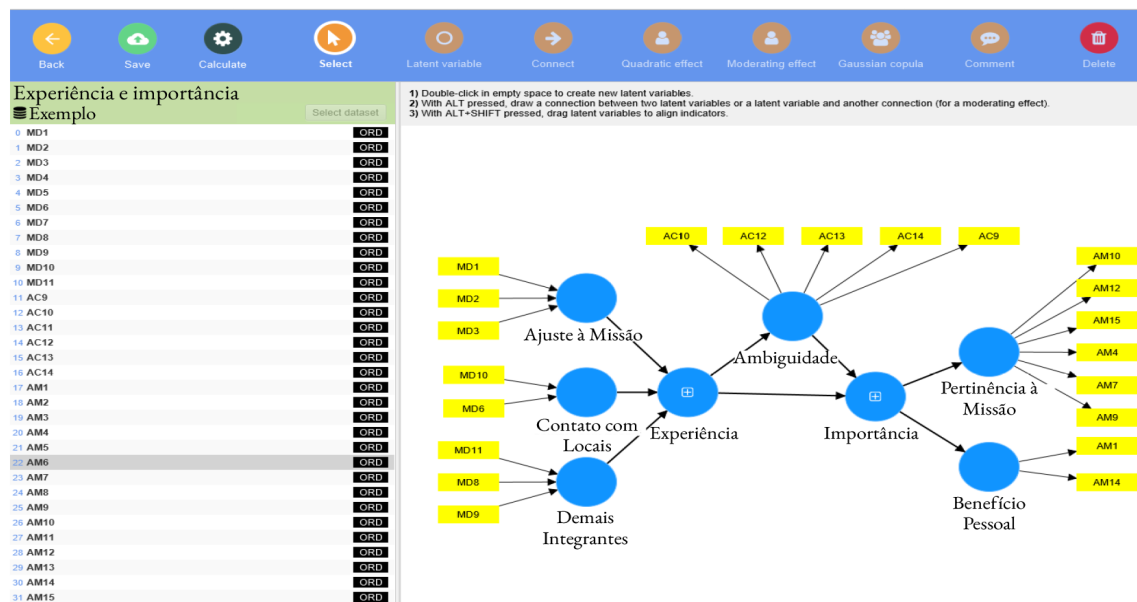 Back
Save
Calculate
Select
Latent variable
Connect
Quadratic effect
Moderating effect
Gaussian copula
Comment
Delete
Experiência e importância
Exemplo
Select dataset
1) Double-click in empty space to create new latent variables.
2) With ALT pressed, draw a connection between two latent variables or a latent variable and another connection (for a moderating effect).
3) With ALT+SHIFT pressed, drag latent variables to align indicators.
0 MD1 ORD
1 MD2 ORD
2 MD3 ORD
3 MD4 ORD
4 MD5 ORD
5 MD6 ORD
6 MD7 ORD
7 MD8 ORD
8 MD9 ORD
9 MD10 ORD
10 MD11 ORD
11 AC9 ORD
12 AC10 ORD
13 AC11 ORD
14 AC12 ORD
15 AC13 ORD
16 AC14 ORD
17 AM1 ORD
18 AM2 ORD
19 AM3 ORD
20 AM4 ORD
21 AM5 ORD
22 AM6 ORD
23 AM7 ORD
24 AM8 ORD
25 AM9 ORD
26 AM10 ORD
27 AM11 ORD
28 AM12 ORD
29 AM13 ORD
30 AM14 ORD
31 AM15 ORD
AC10
AC12
AC13
AC14
AC9
MD1
MD2
MD3
Ajuste à Missão
MD10
MD6
Contato com
Locais
MD11
MD8
MD9
Demais
Integrantes
Experiência
Ambiguidade
Importância
Pertinência à
Missão
Benefício
Pessoal
AM10
AM12
AM15
AM4
AM7
AM9
AM1
AM14